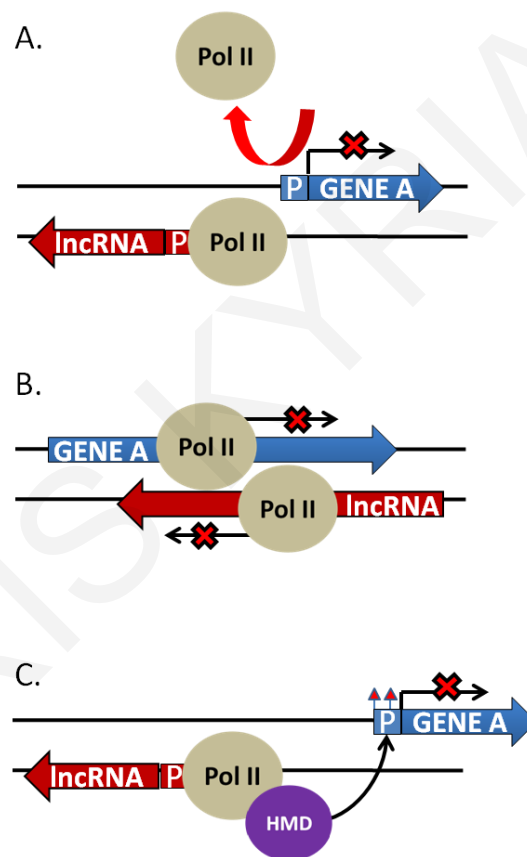 A.
Pol II
P GENE A
lncRNA P Pol II
B.
GENE A Pol II
Pol II lncRNA
C.
P GENE A
lncRNA P Pol II
HMD